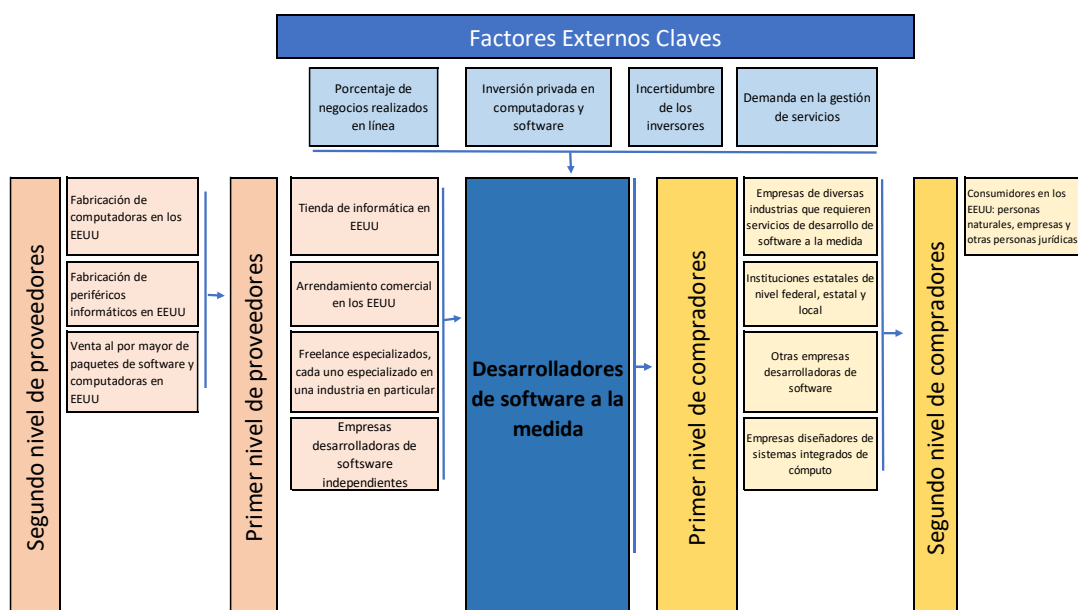 Factores Externos Claves
Porcentaje de
negocios realizados
en línea
Inversión privada en
computadoras y
software
Incertidumbre
de los
inversores
Demanda en la gestión
de servicios
Segundo nivel de proveedores
Fabricación de
computadoras en los
EEUU
Fabricación de
periféricos
informáticos en EEUU
Venta al por mayor de
paquetes de software y
computadoras en
EEUU
Primer nivel de proveedores
Tienda de informática en
EEUU
Arrendamiento comercial
en los EEUU
Freelance especializados,
cada uno especializado en
una industria en particular
Empresas
desarrolladoras de
softsware
independientes
Desarrolladores
de software a la
medida
Primer nivel de compradores
Empresas de diversas
industrias que requieren
servicios de desarrollo de
software a la medida
Instituciones estatales de
nivel federal, estatal y
local
Otras empresas
desarrolladoras de
software
Empresas diseñadores de
sistemas integrados de
cómputo
Segundo nivel de compradores
Consumidores en los
EEUU: personas
naturales, empresas y
otras personas jurídicas